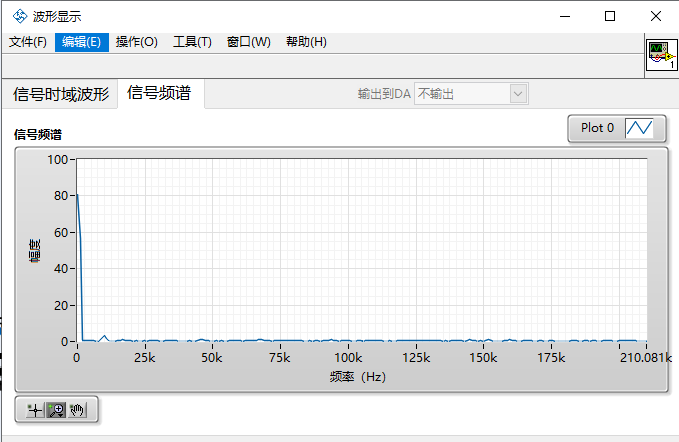 波形显示
文件(F) 编辑(E) 操作(O) 工具(T) 窗口(W) 帮助(H)
1
信号时域波形 信号频谱 输出到DA 不输出
信号频谱
Plot 0
幅度
100
80
60
40
20
0
0 25k 50k 75k 100k 125k 150k 175k 210.081k
频率（Hz）